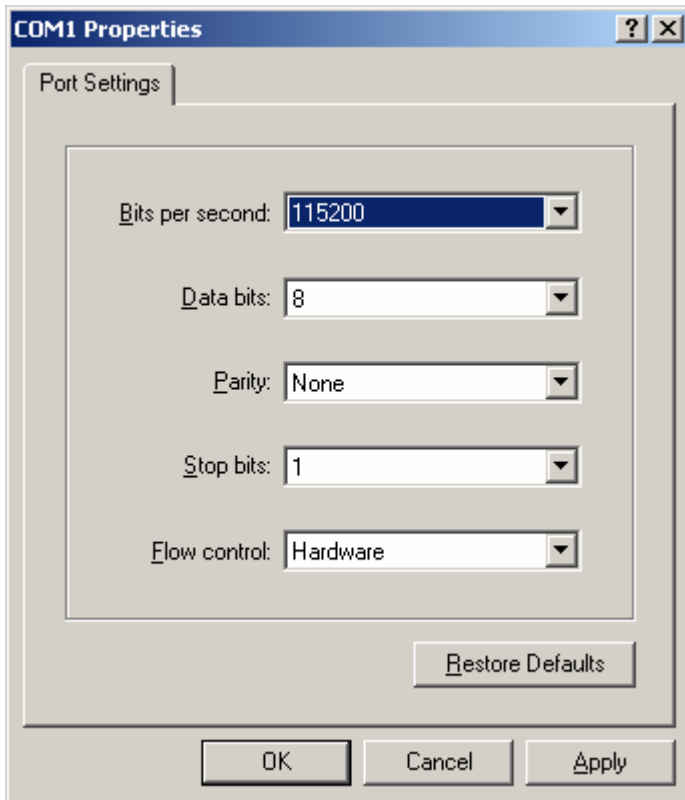 COM1 Properties
Port Settings
Bits per second: 115200
Data bits: 8
Parity: None
Stop bits: 1
Flow control: Hardware
Restore Defaults
OK Cancel Apply